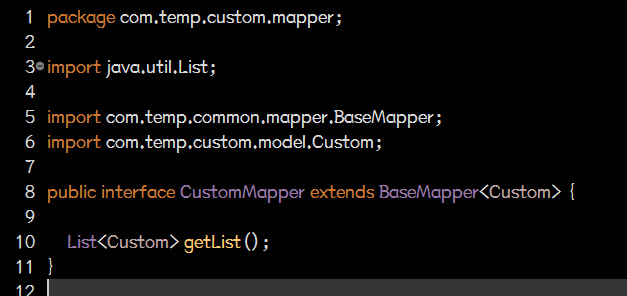 1 package com.temp.custom.mapper;
2
3 import java.util.List;
4
5 import com.temp.common.mapper.BaseMapper;
6 import com.temp.custom.model.Custom;
7
8 public interface CustomMapper extends BaseMapper<Custom> {
9
10 List<Custom> getList();
11 }
12